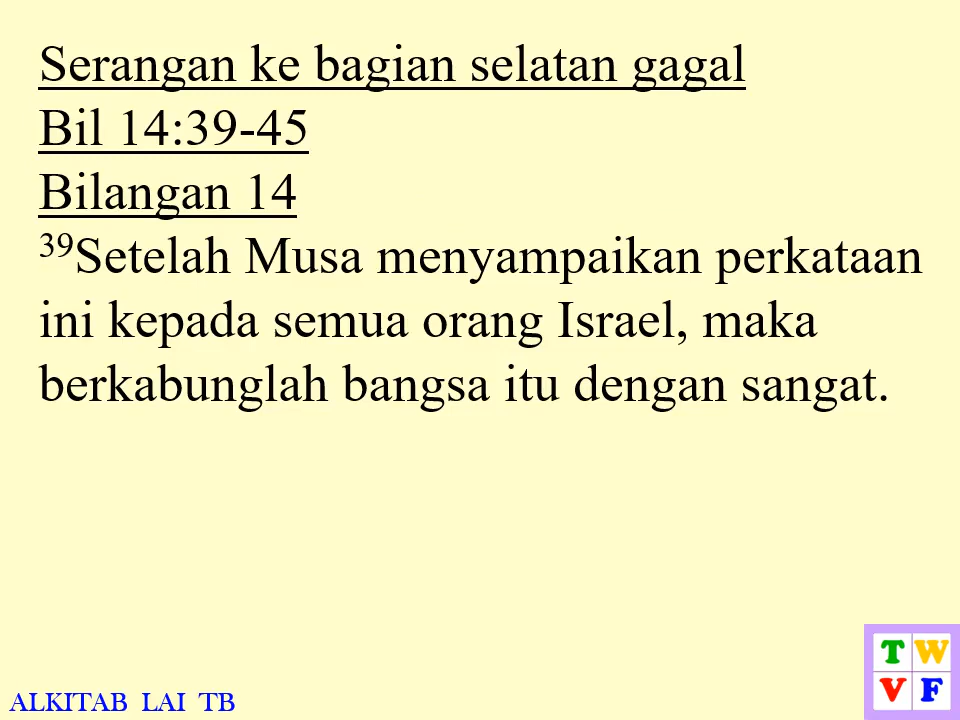 Serangan ke bagian selatan gagal
Bil 14:39-45
Bilangan 14
39Setelah Musa menyampaikan perkataan
ini kepada semua orang Israel, maka
berkabunglah bangsa itu dengan sangat.
ALKITAB LAI TB
T W
V F